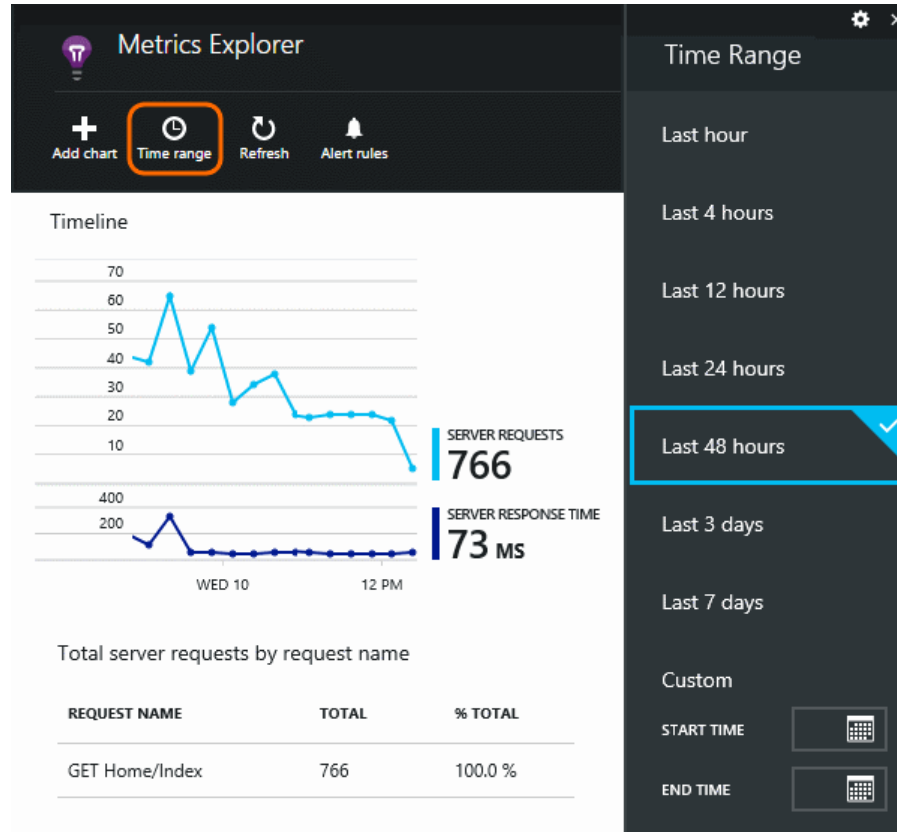 Metrics Explorer
Add chart
Time range
Refresh
Alert rules
Timeline
70
60
50
40
30
20
10
400
200
WED 10
12 PM
SERVER REQUESTS
766
SERVER RESPONSE TIME
73 MS
Total server requests by request name
REQUEST NAME TOTAL % TOTAL
GET Home/Index 766 100.0 %
Time Range
Last hour
Last 4 hours
Last 12 hours
Last 24 hours
Last 48 hours
Last 3 days
Last 7 days
Custom
START TIME
END TIME